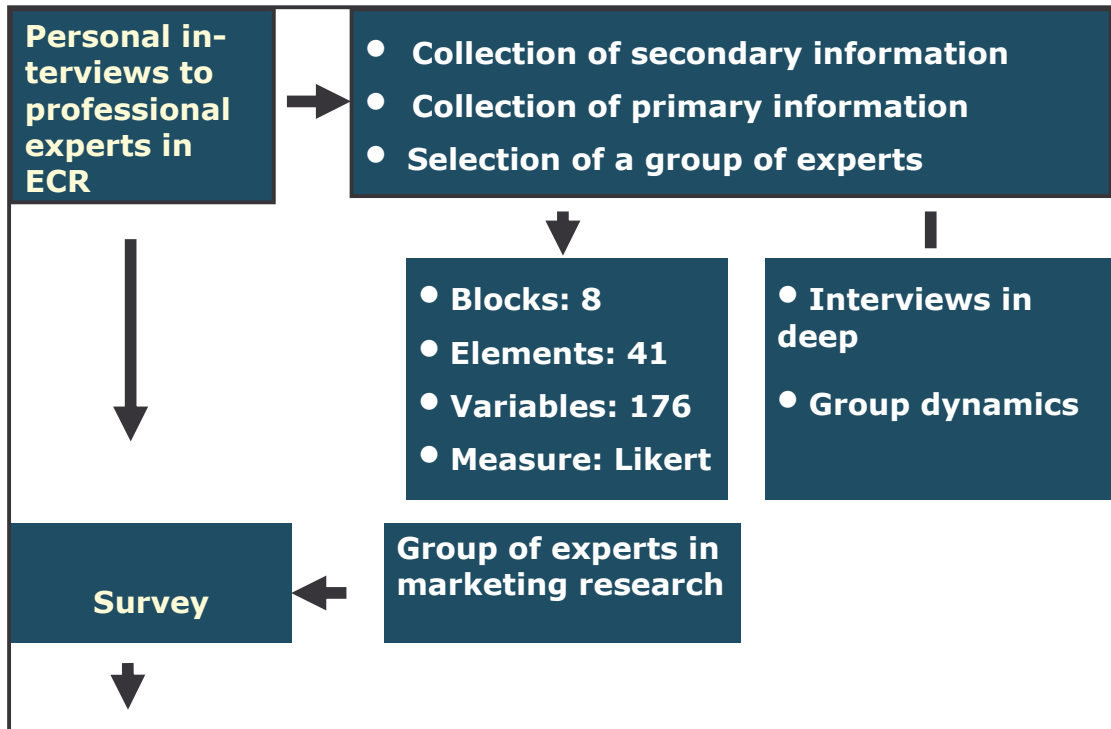 Personal in-
terviews to
professional
experts in
ECR
● Collection of secondary information
● Collection of primary information
● Selection of a group of experts
● Blocks: 8
● Elements: 41
● Variables: 176
● Measure: Likert
● Interviews in
deep
● Group dynamics
Survey
Group of experts in
marketing research